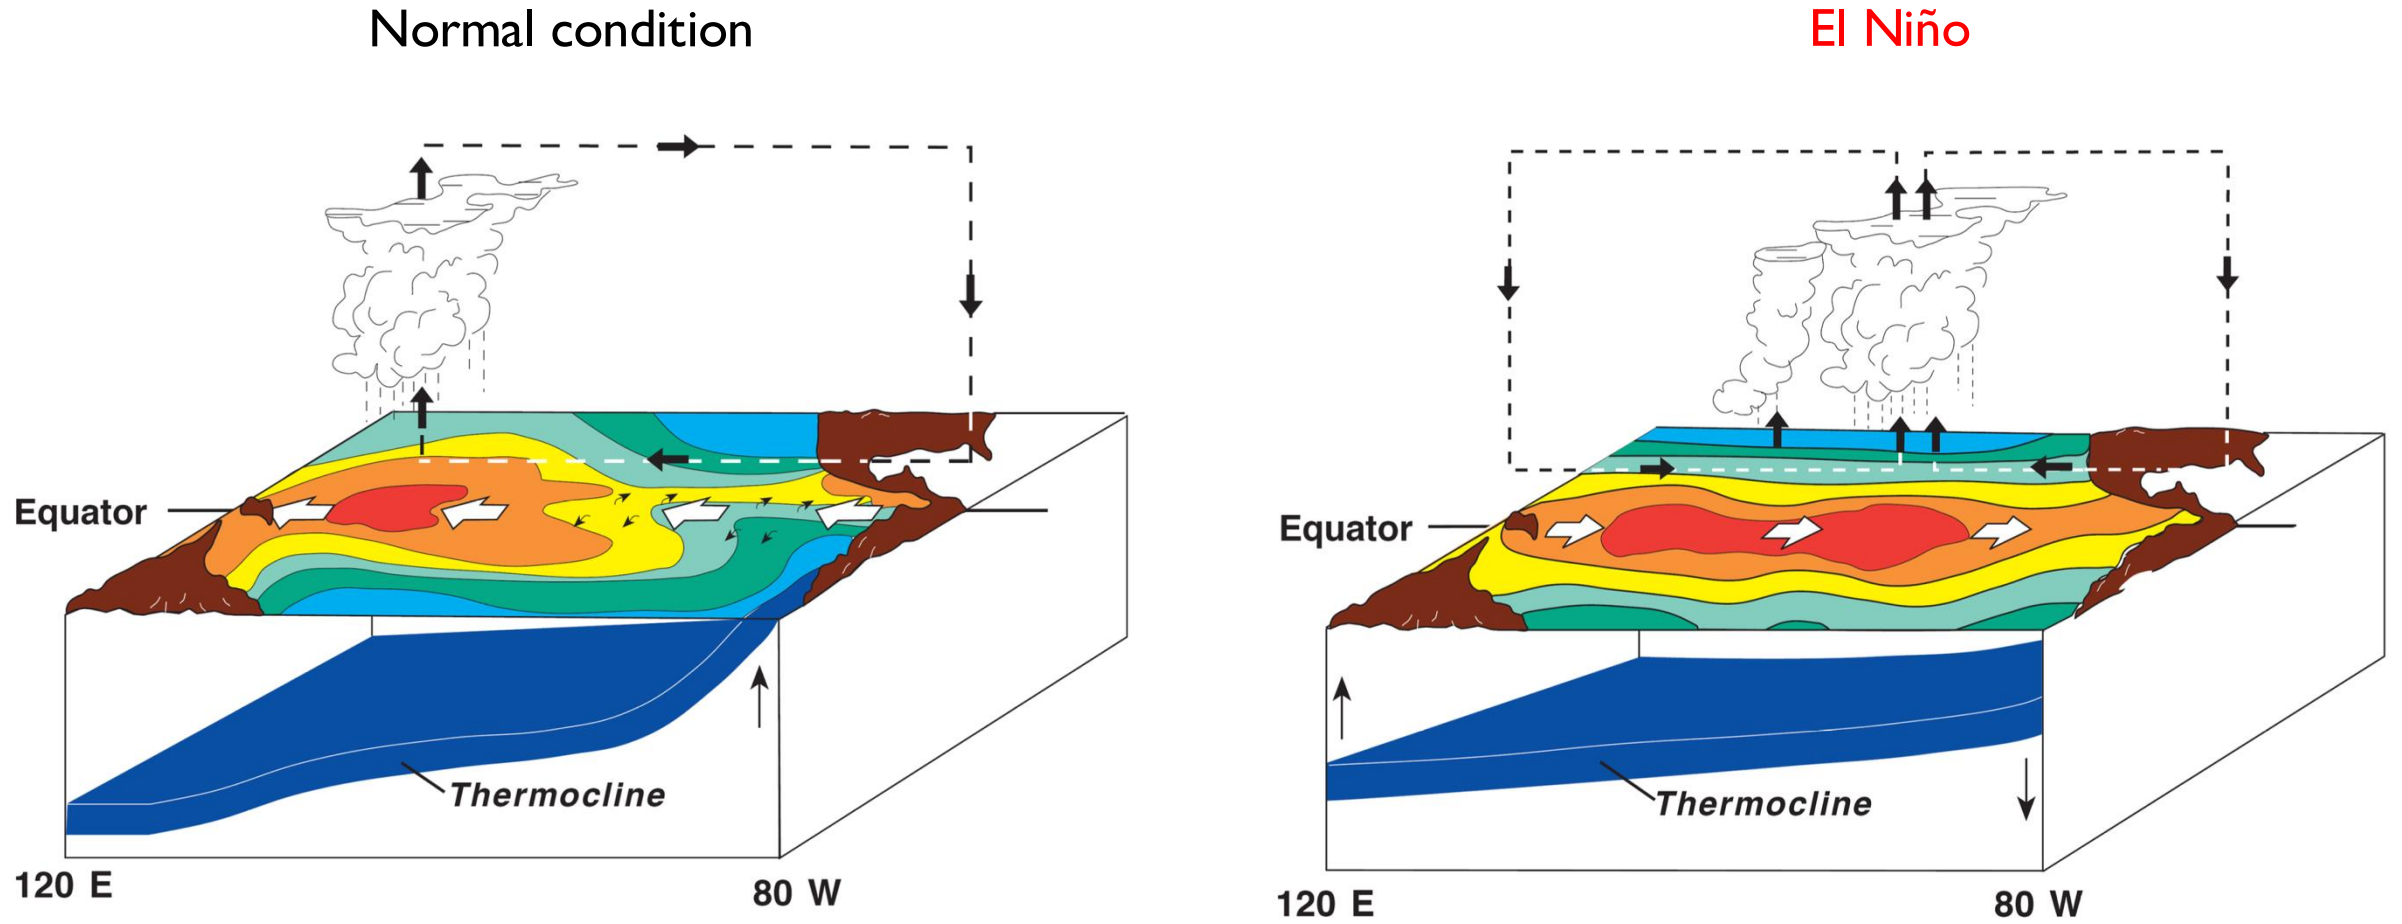 Normal condition
Equator
Thermocline
120 E
80 W
El Niño
Equator
Thermocline
120 E
80 W